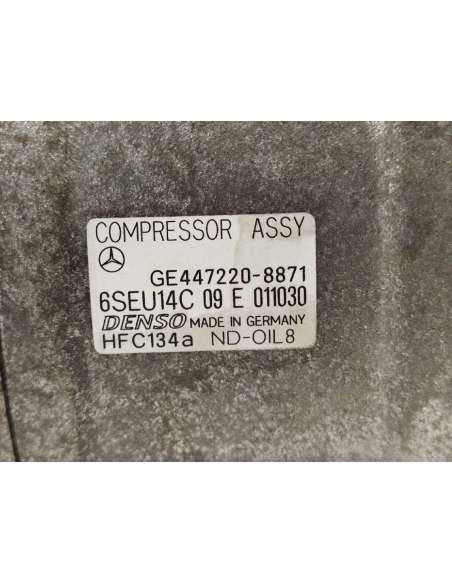 COMPRESSOR ASSY
GE447220-8871
6SEU14C 09 E 011030
DENSO MADE IN GERMANY
HFC134a ND-OIL8